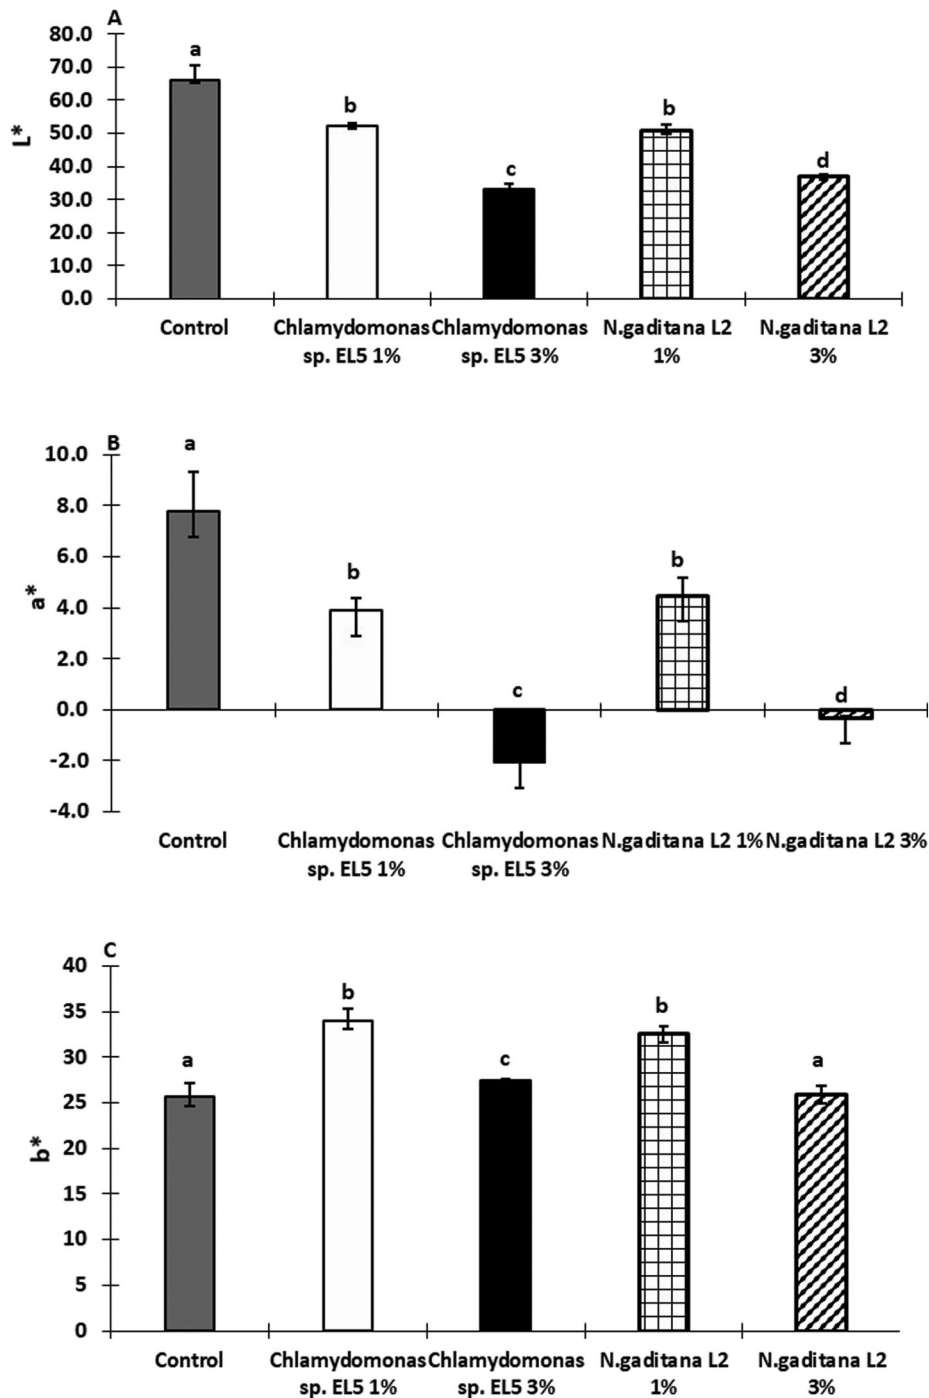 A
80.0
a
70.0
60.0
b
b
50.0
L*
40.0
c
d
30.0
20.0
10.0
0.0
Control
Chlamydomonas
sp. EL5 1%
Chlamydomonas
sp. EL5 3%
N.gaditana L2
1%
N.gaditana L2
3%
B
a
10.0
8.0
6.0
b
b
a*
4.0
2.0
c
d
0.0
-2.0
-4.0
Control
Chlamydomonas
sp. EL5 1%
Chlamydomonas
sp. EL5 3%
N.gaditana L2 1%
N.gaditana L2 3%
C
40
b
b
35
30
a
c
a
25
b*
20
15
10
5
0
Control
Chlamydomonas
sp. EL5 1%
Chlamydomonas
sp. EL5 3%
N.gaditana L2
1%
N.gaditana L2
3%